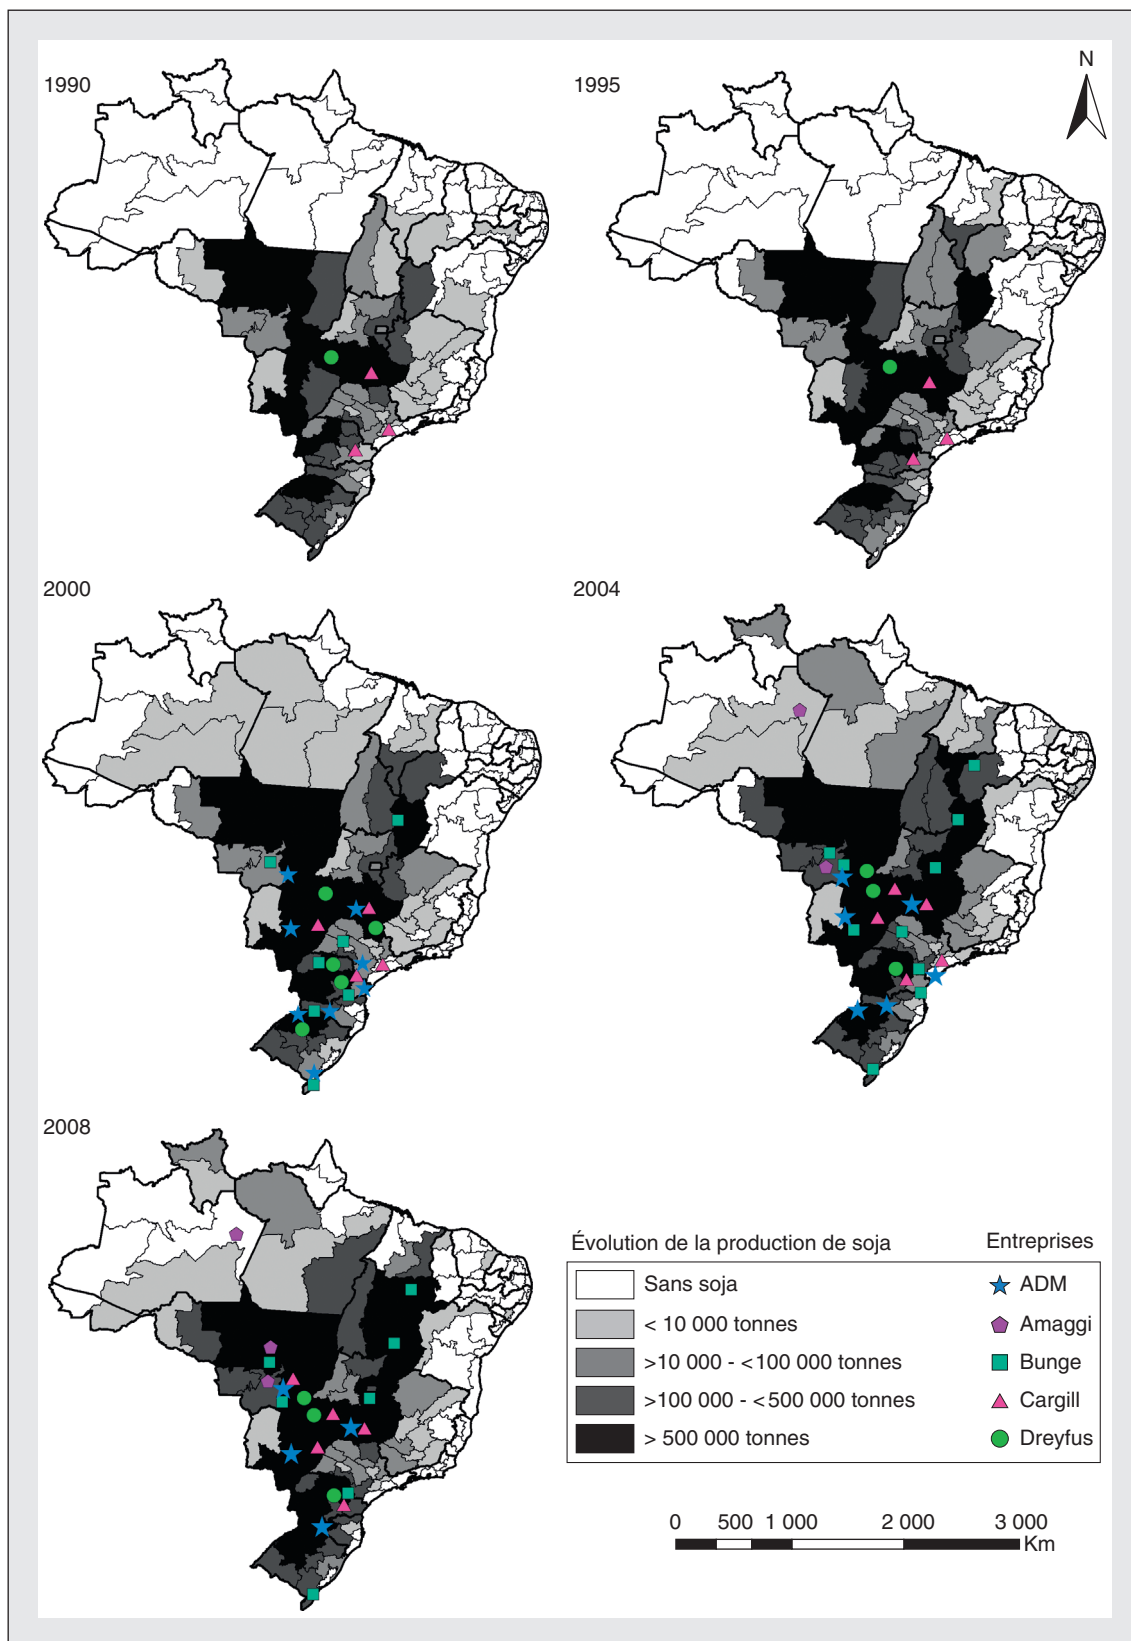 1990
1995
N
2000
2004
2008
Évolution de la production de soja
Sans soja
< 10 000 tonnes
>10 000 - <100 000 tonnes
>100 000 - <500 000 tonnes
> 500 000 tonnes
Entreprises
ADM
Amaggi
Bunge
Cargill
Dreyfus
0 500 1 000 2 000 3 000
Km